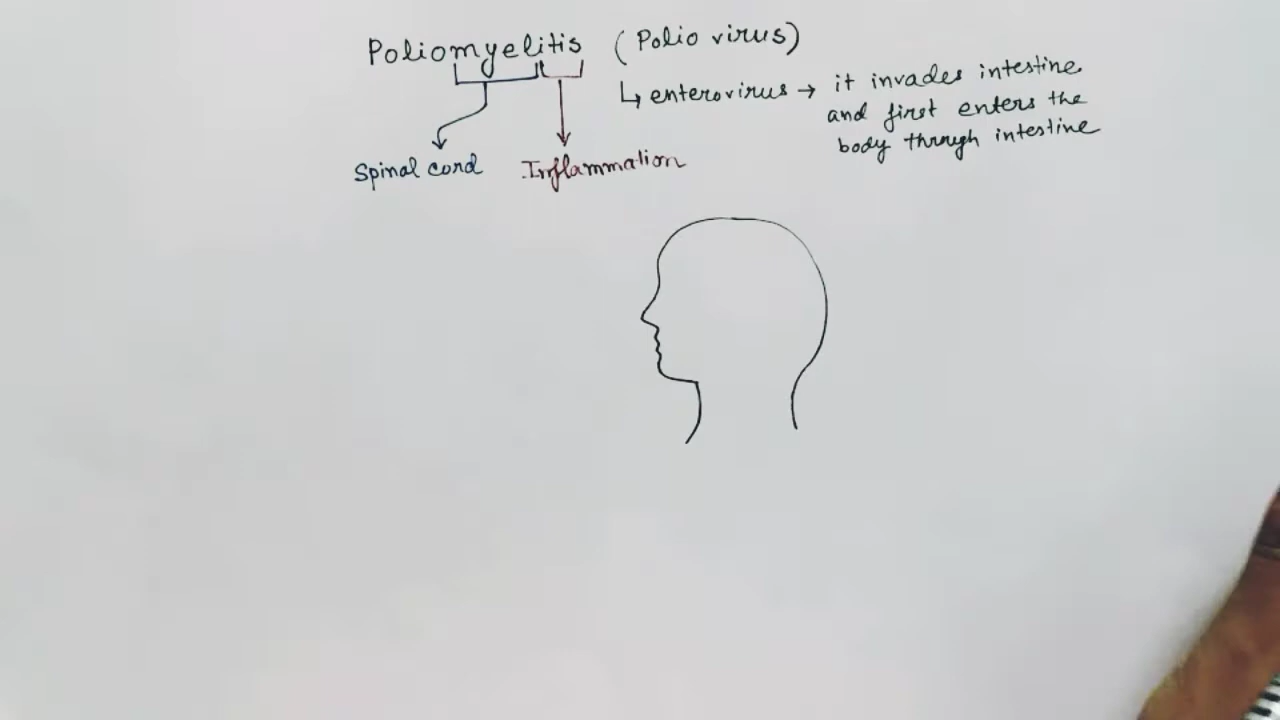 Poliomyelitis (Polio virus)
↳ enterovirus → it invades intestine
and first enters the
body through intestine
Spinal cord Inflammation